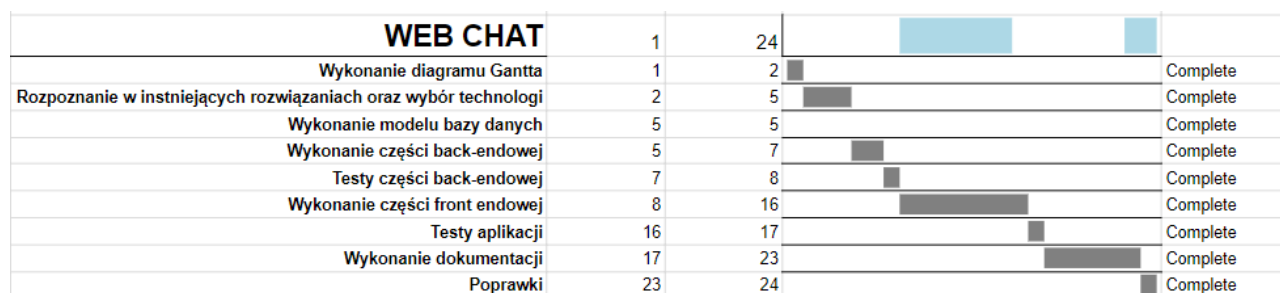 WEB CHAT 1 24
Wykonanie diagramu Gantta 1 2 Complete
Rozpoznanie w instniejących rozwiązaniach oraz wybór technologi 2 5 Complete
Wykonanie modelu bazy danych 5 5 Complete
Wykonanie części back-endowej 5 7 Complete
Testy części back-endowej 7 8 Complete
Wykonanie części front endowej 8 16 Complete
Testy aplikacji 16 17 Complete
Wykonanie dokumentacji 17 23 Complete
Poprawki 23 24 Complete